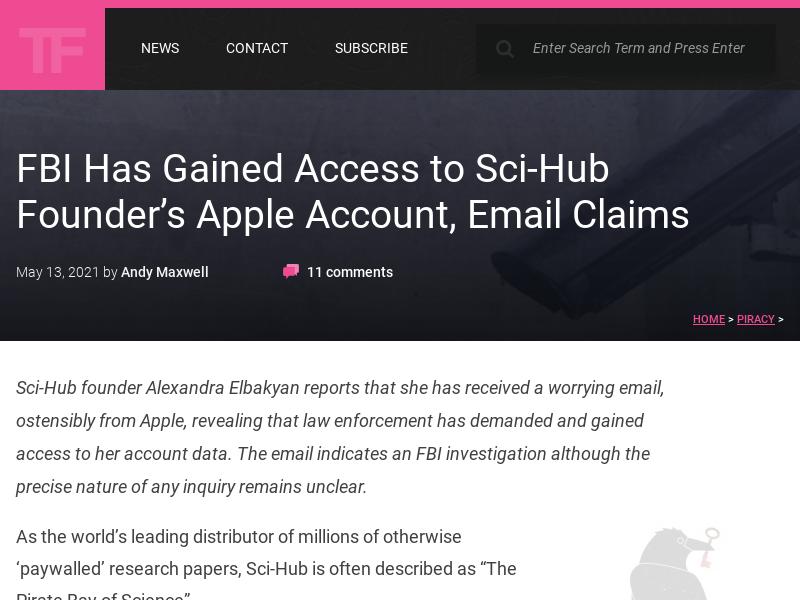 TF
NEWS
CONTACT
SUBSCRIBE
Enter Search Term and Press Enter
FBI Has Gained Access to Sci-Hub
Founder’s Apple Account, Email Claims
May 13, 2021 by Andy Maxwell
11 comments
HOME > PIRACY >
Sci-Hub founder Alexandra Elbakyan reports that she has received a worrying email,
ostensibly from Apple, revealing that law enforcement has demanded and gained
access to her account data. The email indicates an FBI investigation although the
precise nature of any inquiry remains unclear.
As the world’s leading distributor of millions of otherwise
‘paywalled’ research papers, Sci-Hub is often described as “The
Pirate Bay of Science”.